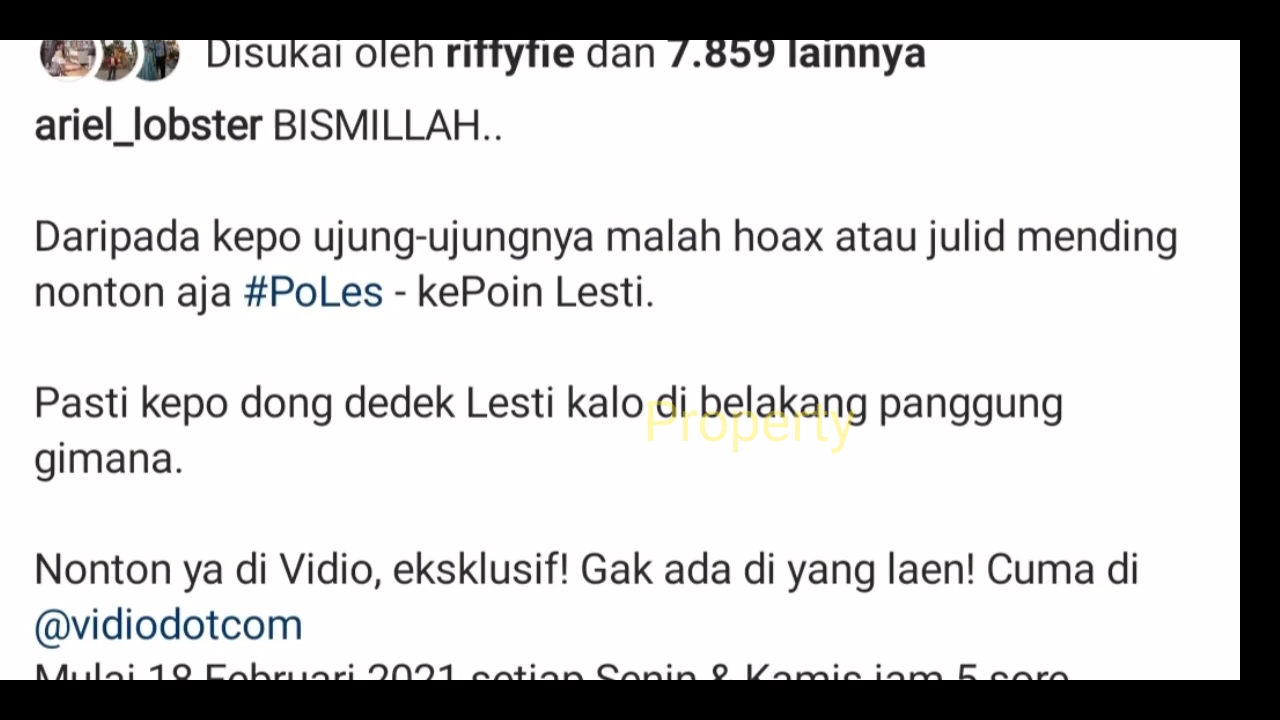 Disukai oleh riffyfie dan 7.859 lainnya
ariel_lobster BISMILLAH..
Daripada kepo ujung-ujungnya malah hoax atau julid mending
nonton aja #PoLes - kePoin Lesti.
Pasti kepo dong dedek Lesti kalo di belakang panggung
gimana.
Property
Nonton ya di Vidio, eksklusif! Gak ada di yang laen! Cuma di
@vidiodotcom
Mulai 18 Februari 2021 setiap Senin & Kamis jam 5 sore